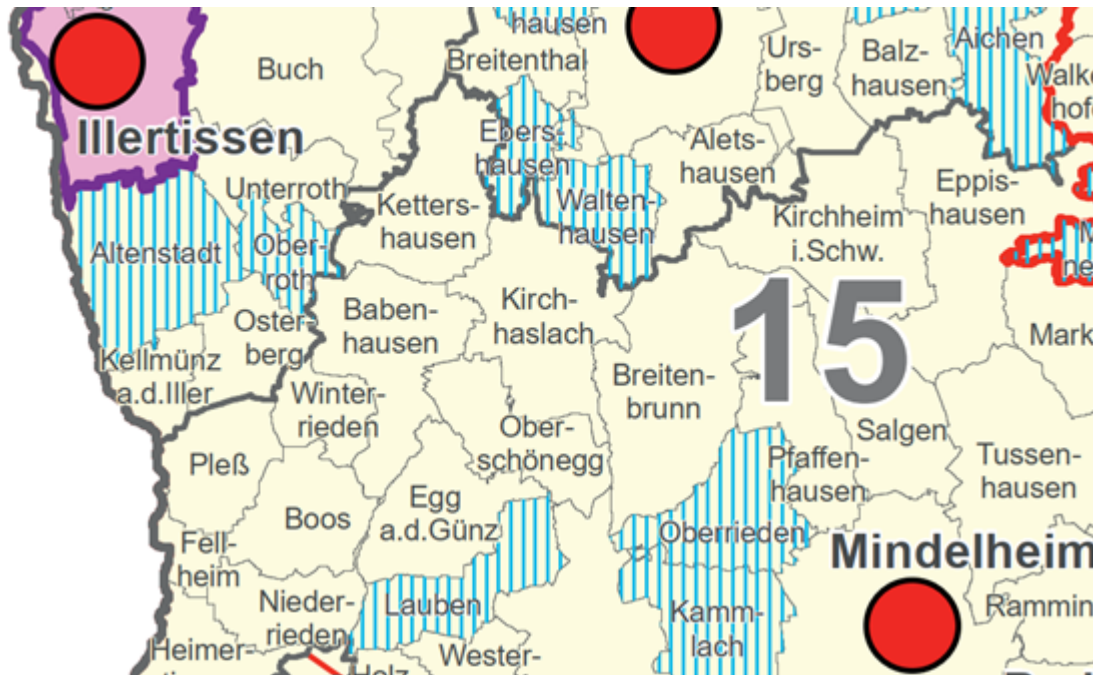 hausen
Breitenthal
Buch
Urs-
berg
Balz-
hausen
Aichen
Illertissen
Ebers-
hausen
Alets-
hausen
Unterroth
Ketters-
hausen
Walten-
hausen
Kirchheim
i.Schw.
Eppis-
hausen
Altenstadt
Ober-
roth
Oster-
berg
Baben-
hausen
Kirch-
haslach
15
Mark
Kellmünz
a.d.Iller
Winter-
rieden
Breiten-
brunn
Ober-
schönegg
Salgen
Pleß
Pfaffen-
hausen
Tussen-
hausen
Egg
a.d.Günz
Boos
Oberrieden
Mindelheim
Fell-
heim
Nieder-
rieden
Lauben
Kamm-
lach
Rammin
Heimer-
Wester-
Holz